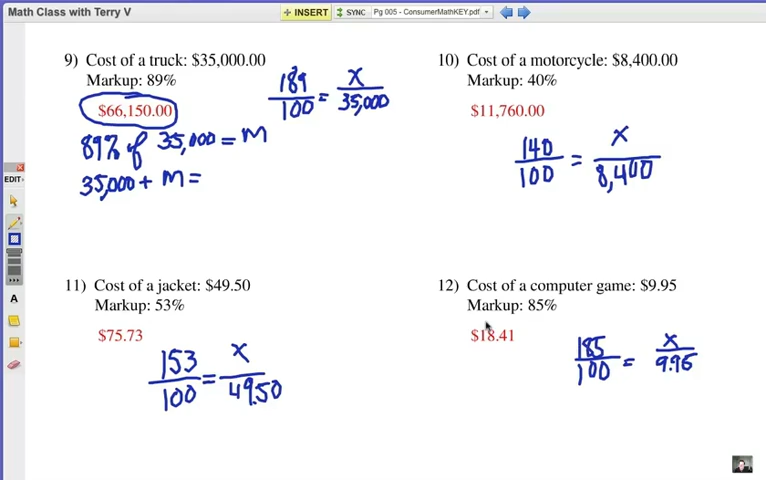 Math Class with Terry V
+ INSERT
SYNC
Pg 005 - ConsumerMathKEY.pdf
9) Cost of a truck: $35,000.00
Markup: 89%
$66,150.00
189
100
=
x
35,000
89% of 35,000 = M
35,000 + M =
10) Cost of a motorcycle: $8,400.00
Markup: 40%
$11,760.00
140
100
=
x
8,400
EDIT
A
11) Cost of a jacket: $49.50
Markup: 53%
$75.73
153
100
=
x
49.50
12) Cost of a computer game: $9.95
Markup: 85%
$18.41
185
100
=
x
9.95